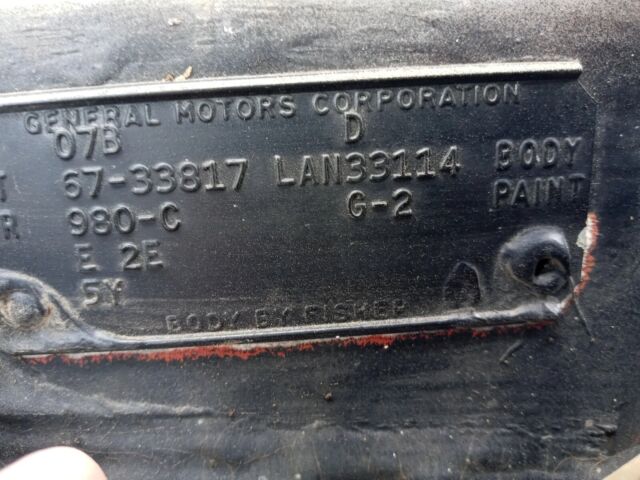 GENERAL MOTORS CORPORATION
07B D
T 67-33817 LAN33114 BODY
R 980-C G-2 PAINT
E 2E
5Y
BODY BY FISHER